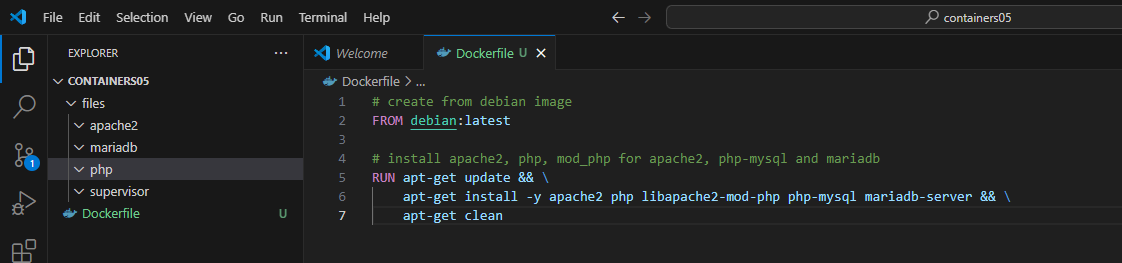 File Edit Selection View Go Run Terminal Help containers05
EXPLORER
CONTAINERS05
files
apache2
mariadb
php
supervisor
Dockerfile U
1
Welcome
Dockerfile U
Dockerfile > ...
1 # create from debian image
2 FROM debian:latest
3
4 # install apache2, php, mod_php for apache2, php-mysql and mariadb
5 RUN apt-get update && \
6 apt-get install -y apache2 php libapache2-mod-php php-mysql mariadb-server && \
7 apt-get clean